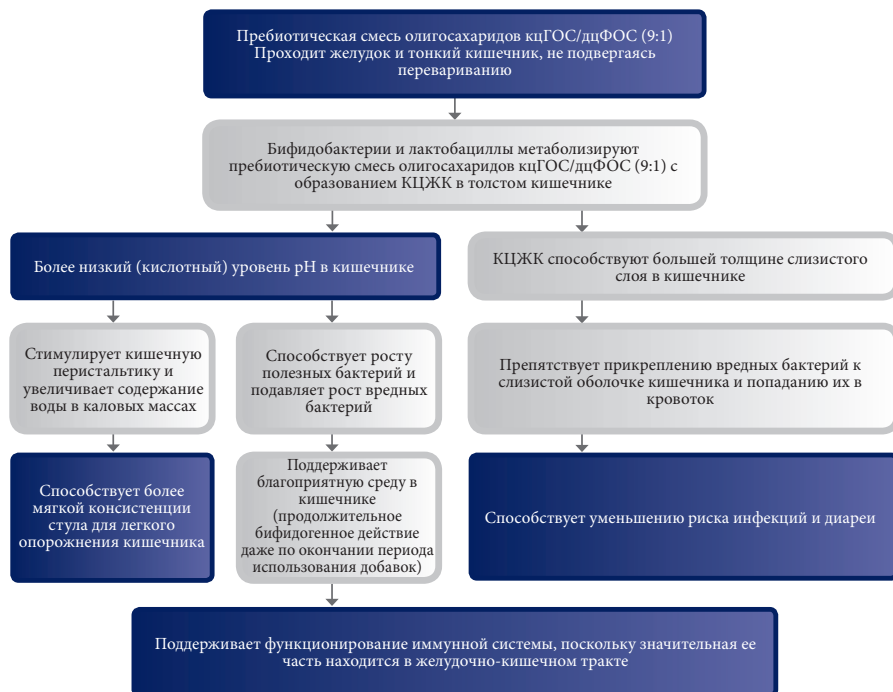 Пребиотическая смесь олигосахаридов кцГОС/дцФОС (9:1)
Проходит желудок и тонкий кишечник, не подвергаясь
перевариванию
Бифидобактерии и лактобациллы метаболизируют
пребиотическую смесь олигосахаридов кцГОС/дцФОС (9:1) с
образованием КЦЖК в толстом кишечнике
Более низкий (кислотный) уровень pH в кишечнике
КЦЖК способствуют большей толщине слизистого
слоя в кишечнике
Стимулирует кишечную
перистальтику и
увеличивает содержание
воды в каловых массах
Способствует росту
полезных бактерий и
подавляет рост вредных
бактерий
Препятствует прикреплению вредных бактерий к
слизистой оболочке кишечника и попаданию их в
кровоток
Способствует более
мягкой консистенции
стула для легкого
опорожнения кишечника
Поддерживает
благоприятную среду в
кишечнике
(продолжительное
бифидогенное действие
даже по окончании периода
использования добавок)
Способствует уменьшению риска инфекций и диареи
Поддерживает функционирование иммунной системы, поскольку значительная ее
часть находится в желудочно-кишечном тракте